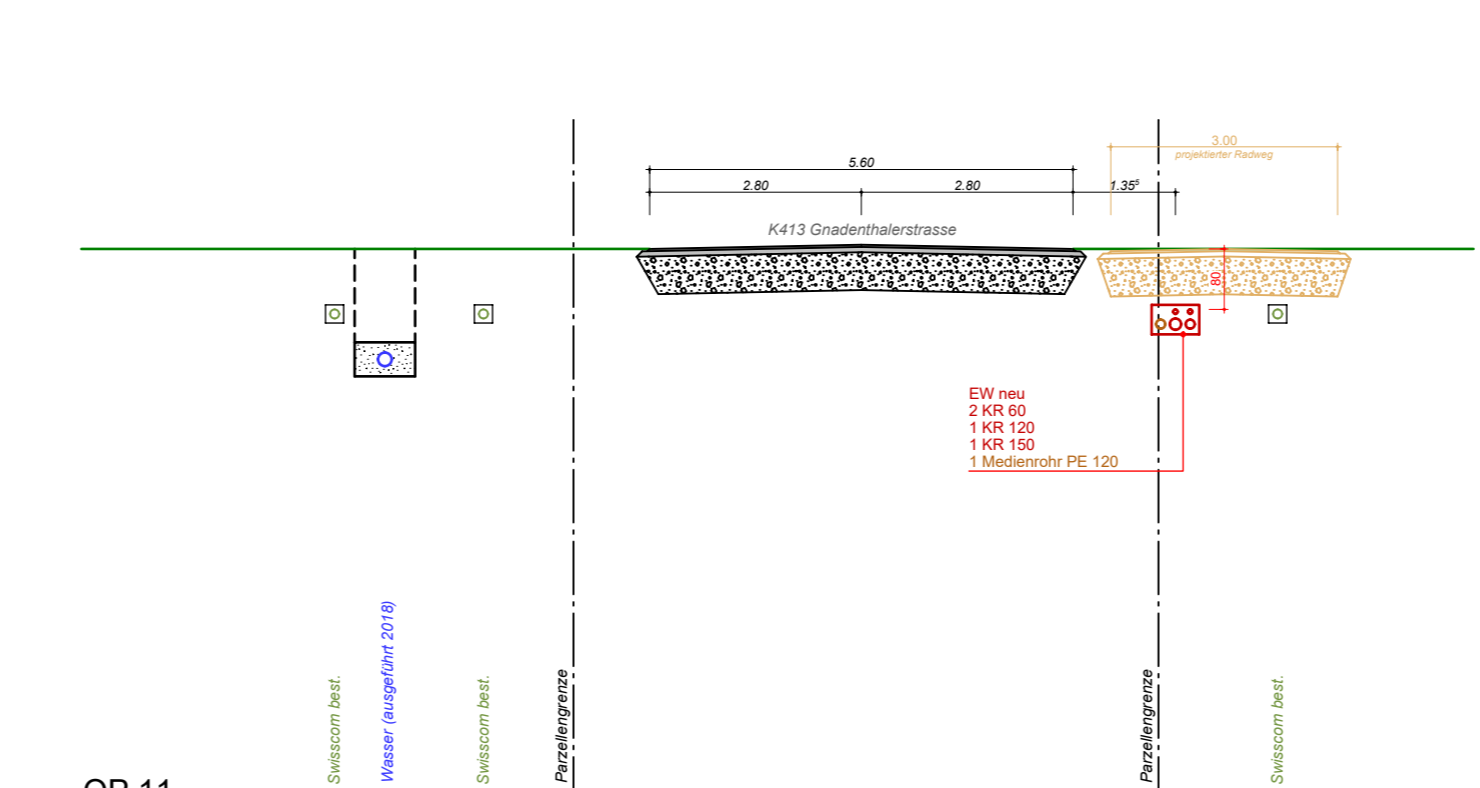 3.00
projektierter Radweg
5.60
2.80
2.80
1.35⁵
K413 Gnadenthalerstrasse
80
EW neu
2 KR 60
1 KR 120
1 KR 150
1 Medienrohr PE 120
Swisscom best.
Wasser (ausgeführt 2018)
Swisscom best.
Parzellengrenze
Parzellengrenze
Swisscom best.